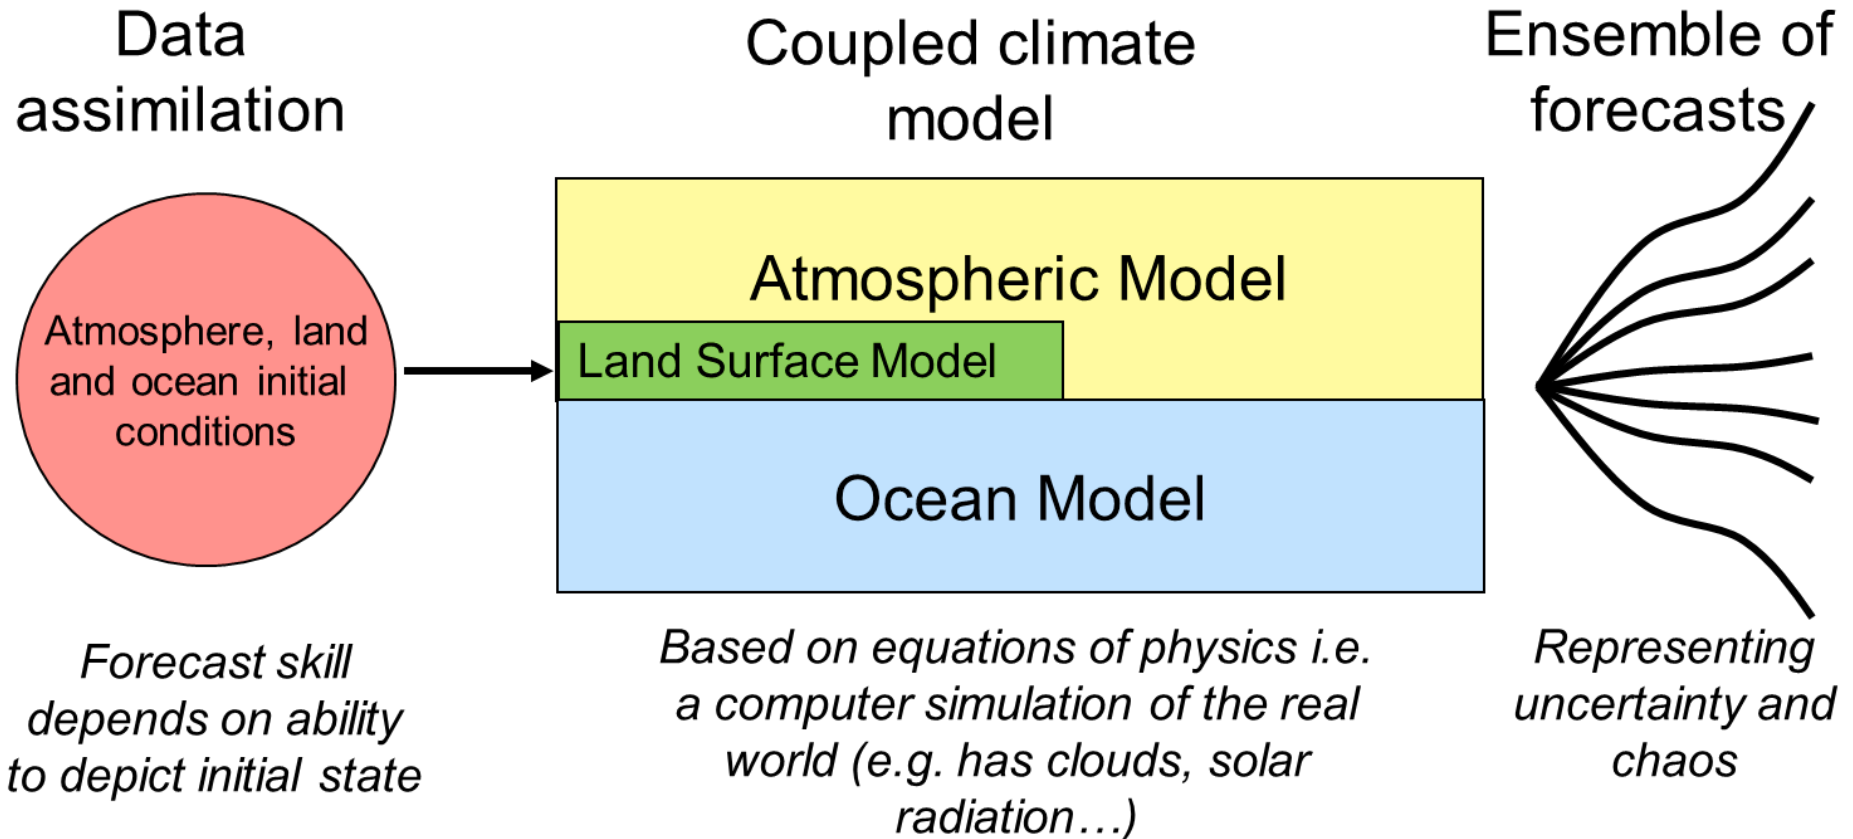 Data
assimilation
Atmosphere, land
and ocean initial
conditions
Forecast skill
depends on ability
to depict initial state
Coupled climate
model
Atmospheric Model
Land Surface Model
Ocean Model
Based on equations of physics i.e.
a computer simulation of the real
world (e.g. has clouds, solar
radiation…)
Ensemble of
forecasts
Representing
uncertainty and
chaos